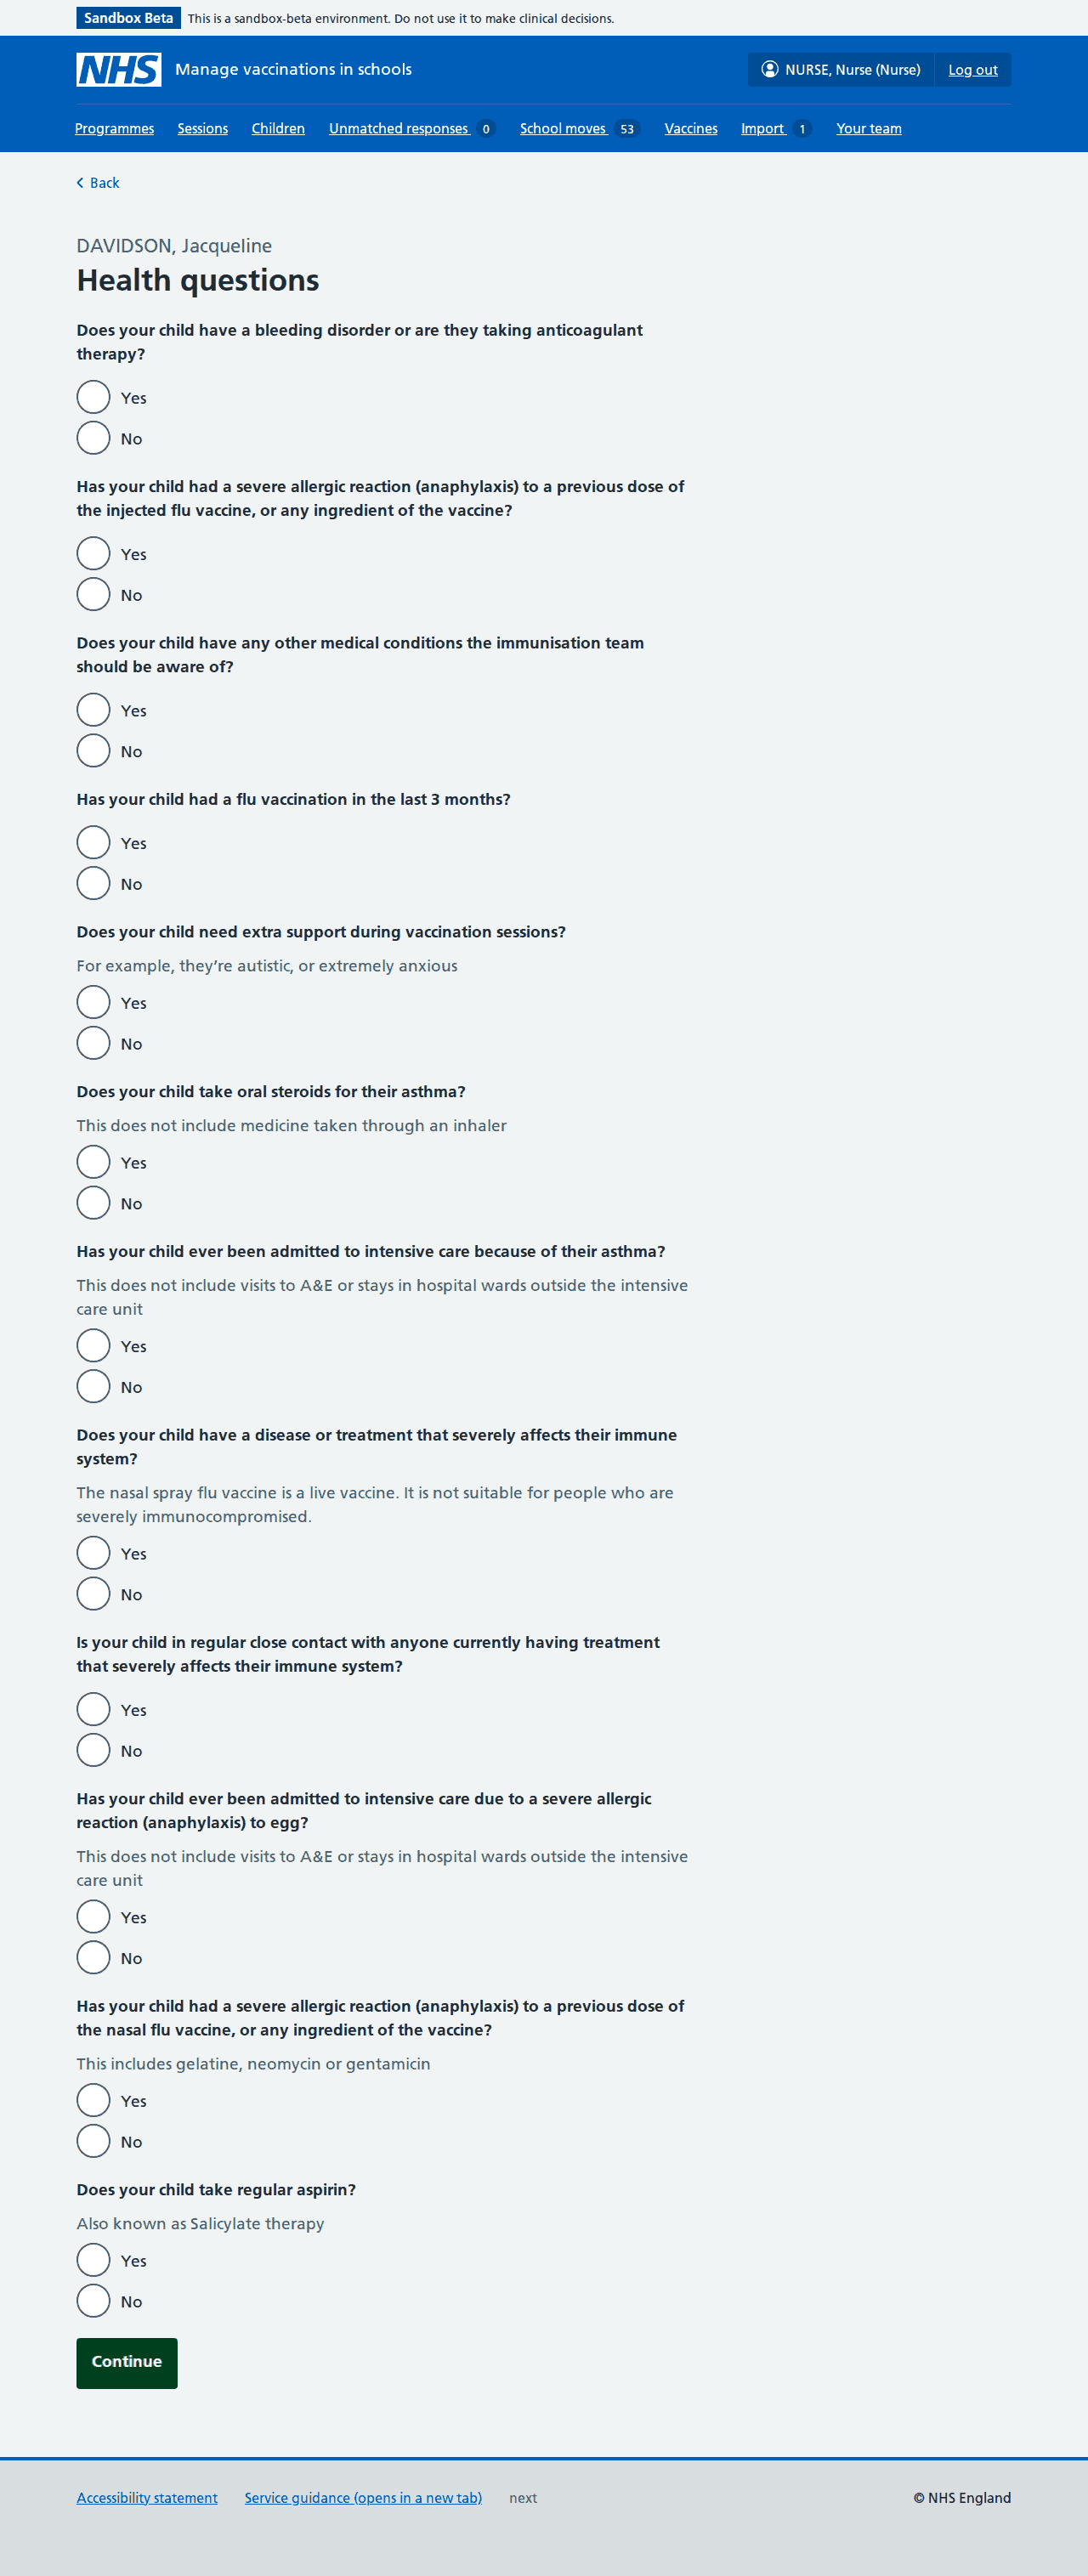 Sandbox Beta This is a sandbox-beta environment. Do not use it to make clinical decisions.
NHS Manage vaccinations in schools NURSE, Nurse (Nurse) Log out
Programmes Sessions Children Unmatched responses 0 School moves 53 Vaccines Import 1 Your team
Back
DAVIDSON, Jacqueline
Health questions
Does your child have a bleeding disorder or are they taking anticoagulant
therapy?
Yes
No
Has your child had a severe allergic reaction (anaphylaxis) to a previous dose of
the injected flu vaccine, or any ingredient of the vaccine?
Yes
No
Does your child have any other medical conditions the immunisation team
should be aware of?
Yes
No
Has your child had a flu vaccination in the last 3 months?
Yes
No
Does your child need extra support during vaccination sessions?
For example, they’re autistic, or extremely anxious
Yes
No
Does your child take oral steroids for their asthma?
This does not include medicine taken through an inhaler
Yes
No
Has your child ever been admitted to intensive care because of their asthma?
This does not include visits to A&E or stays in hospital wards outside the intensive
care unit
Yes
No
Does your child have a disease or treatment that severely affects their immune
system?
The nasal spray flu vaccine is a live vaccine. It is not suitable for people who are
severely immunocompromised.
Yes
No
Is your child in regular close contact with anyone currently having treatment
that severely affects their immune system?
Yes
No
Has your child ever been admitted to intensive care due to a severe allergic
reaction (anaphylaxis) to egg?
This does not include visits to A&E or stays in hospital wards outside the intensive
care unit
Yes
No
Has your child had a severe allergic reaction (anaphylaxis) to a previous dose of
the nasal flu vaccine, or any ingredient of the vaccine?
This includes gelatine, neomycin or gentamicin
Yes
No
Does your child take regular aspirin?
Also known as Salicylate therapy
Yes
No
Continue
Accessibility statement Service guidance (opens in a new tab) next © NHS England